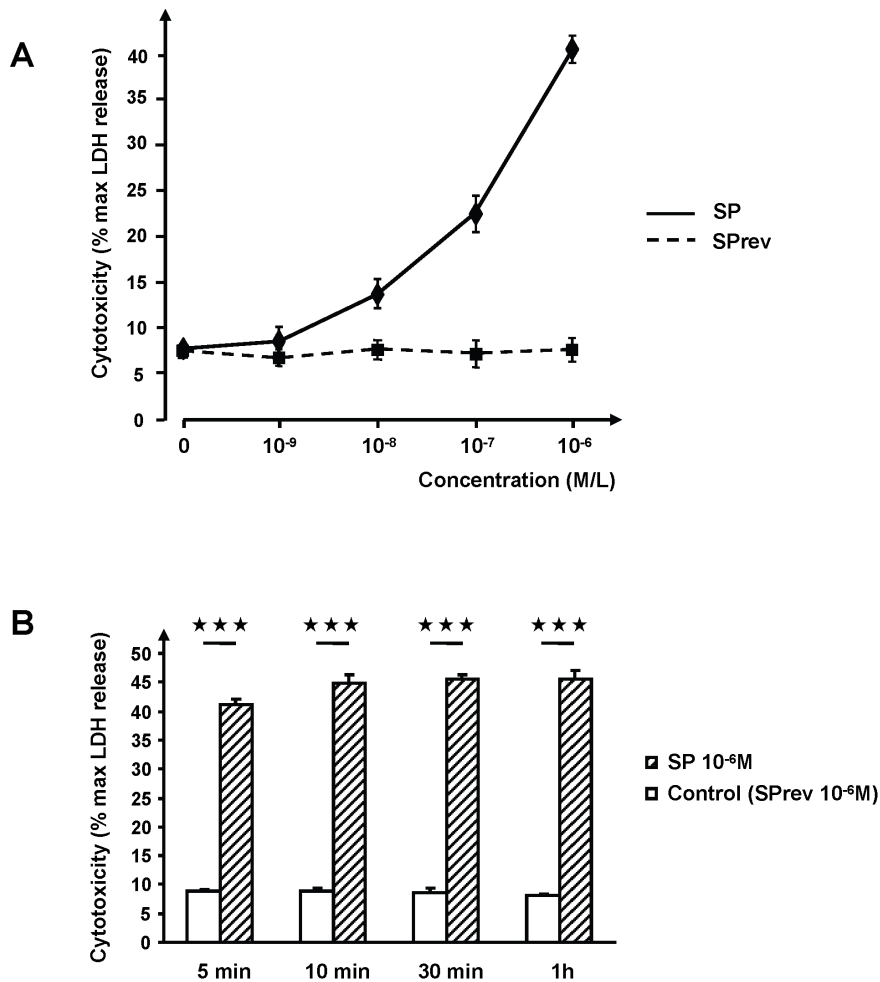 A
Cytotoxicity (% max LDH release)
40
35
30
25
20
15
10
5
0
0 10⁻⁹ 10⁻⁸ 10⁻⁷ 10⁻⁶
Concentration (M/L)
SP
SPrev
B
Cytotoxicity (% max LDH release)
★★★ ★★★ ★★★ ★★★
50
45
40
35
30
25
20
15
10
5
0
5 min 10 min 30 min 1h
SP 10⁻⁶M
Control (SPrev 10⁻⁶M)